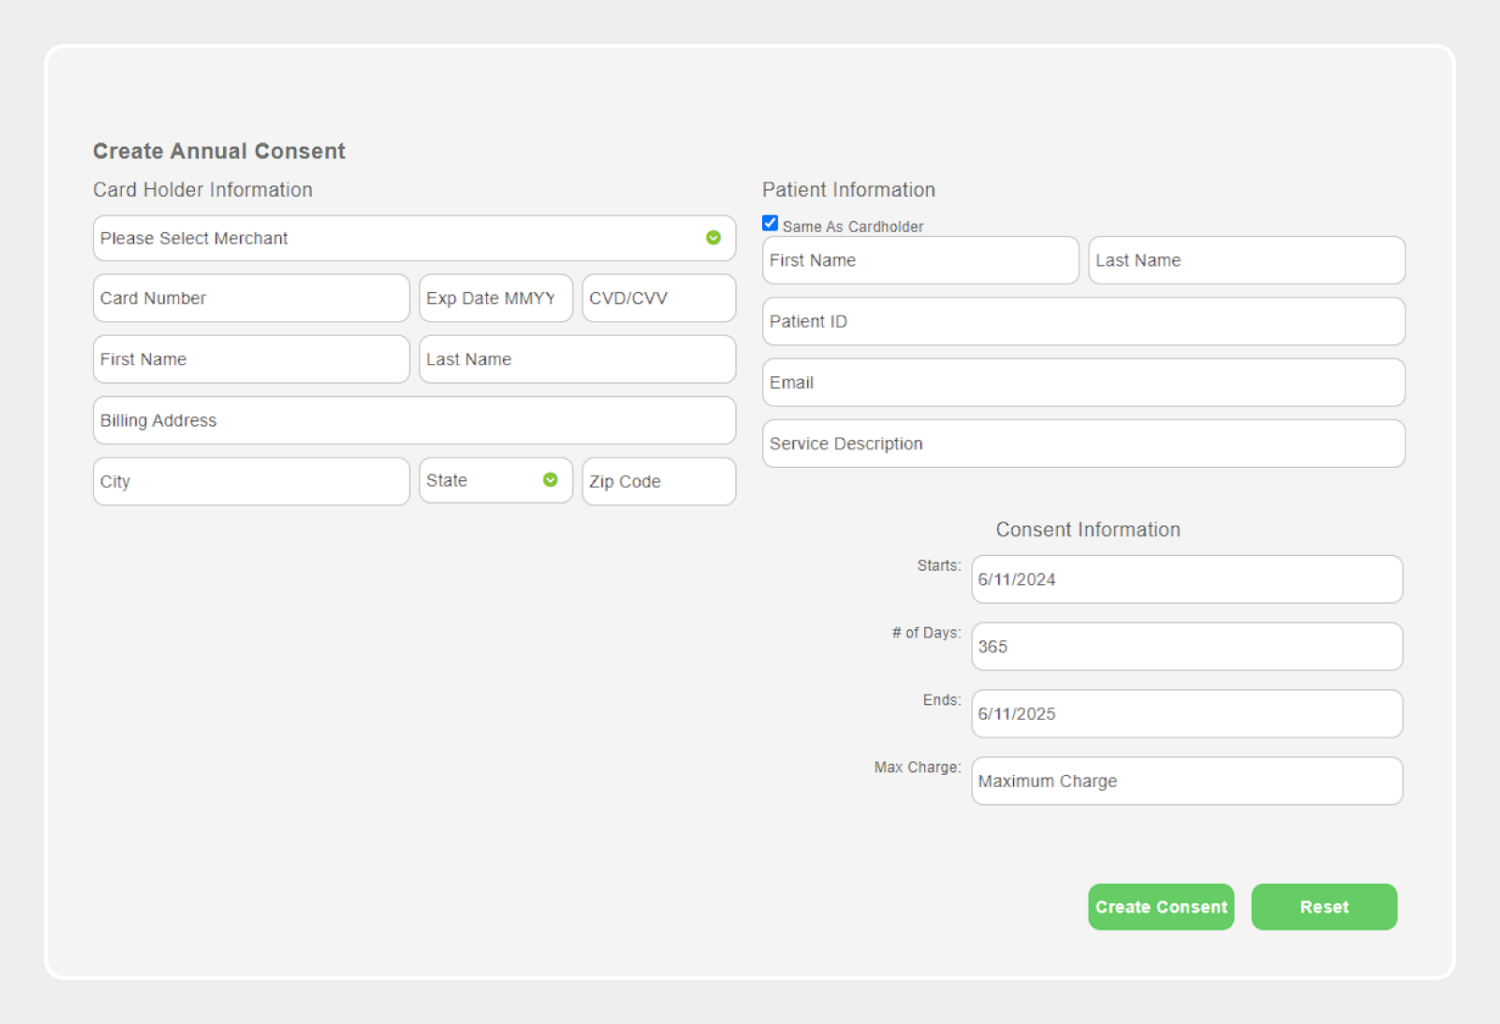 Create Annual Consent
Card Holder Information
Please Select Merchant
Card Number Exp Date MMYY CVD/CVV
First Name Last Name
Billing Address
City State Zip Code
Patient Information
Same As Cardholder
First Name Last Name
Patient ID
Email
Service Description
Consent Information
Starts: 6/11/2024
# of Days: 365
Ends: 6/11/2025
Max Charge: Maximum Charge
Create Consent Reset